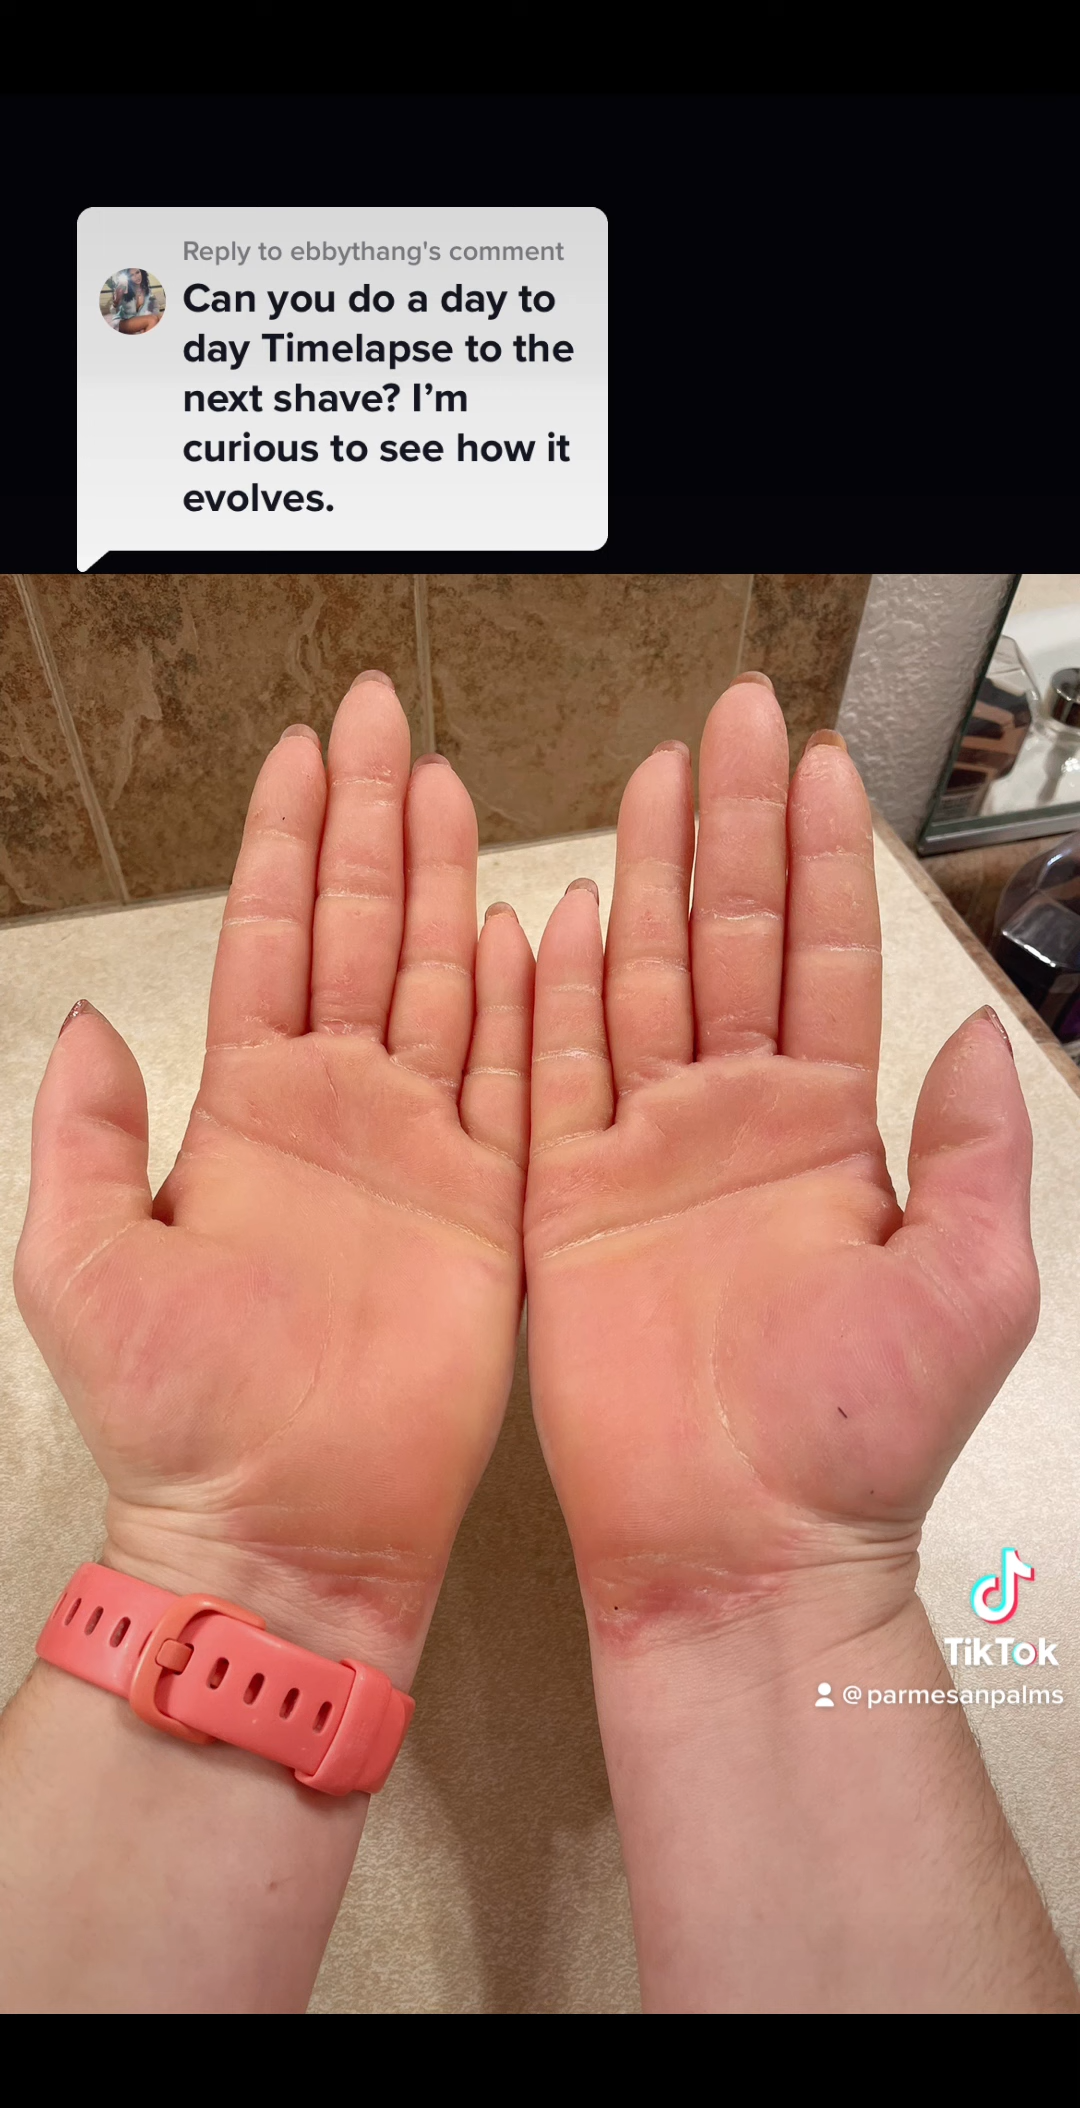 Reply to ebbythang's comment
Can you do a day to
day Timelapse to the
next shave? I’m
curious to see how it
evolves.
TikTok
@parmesanpalms